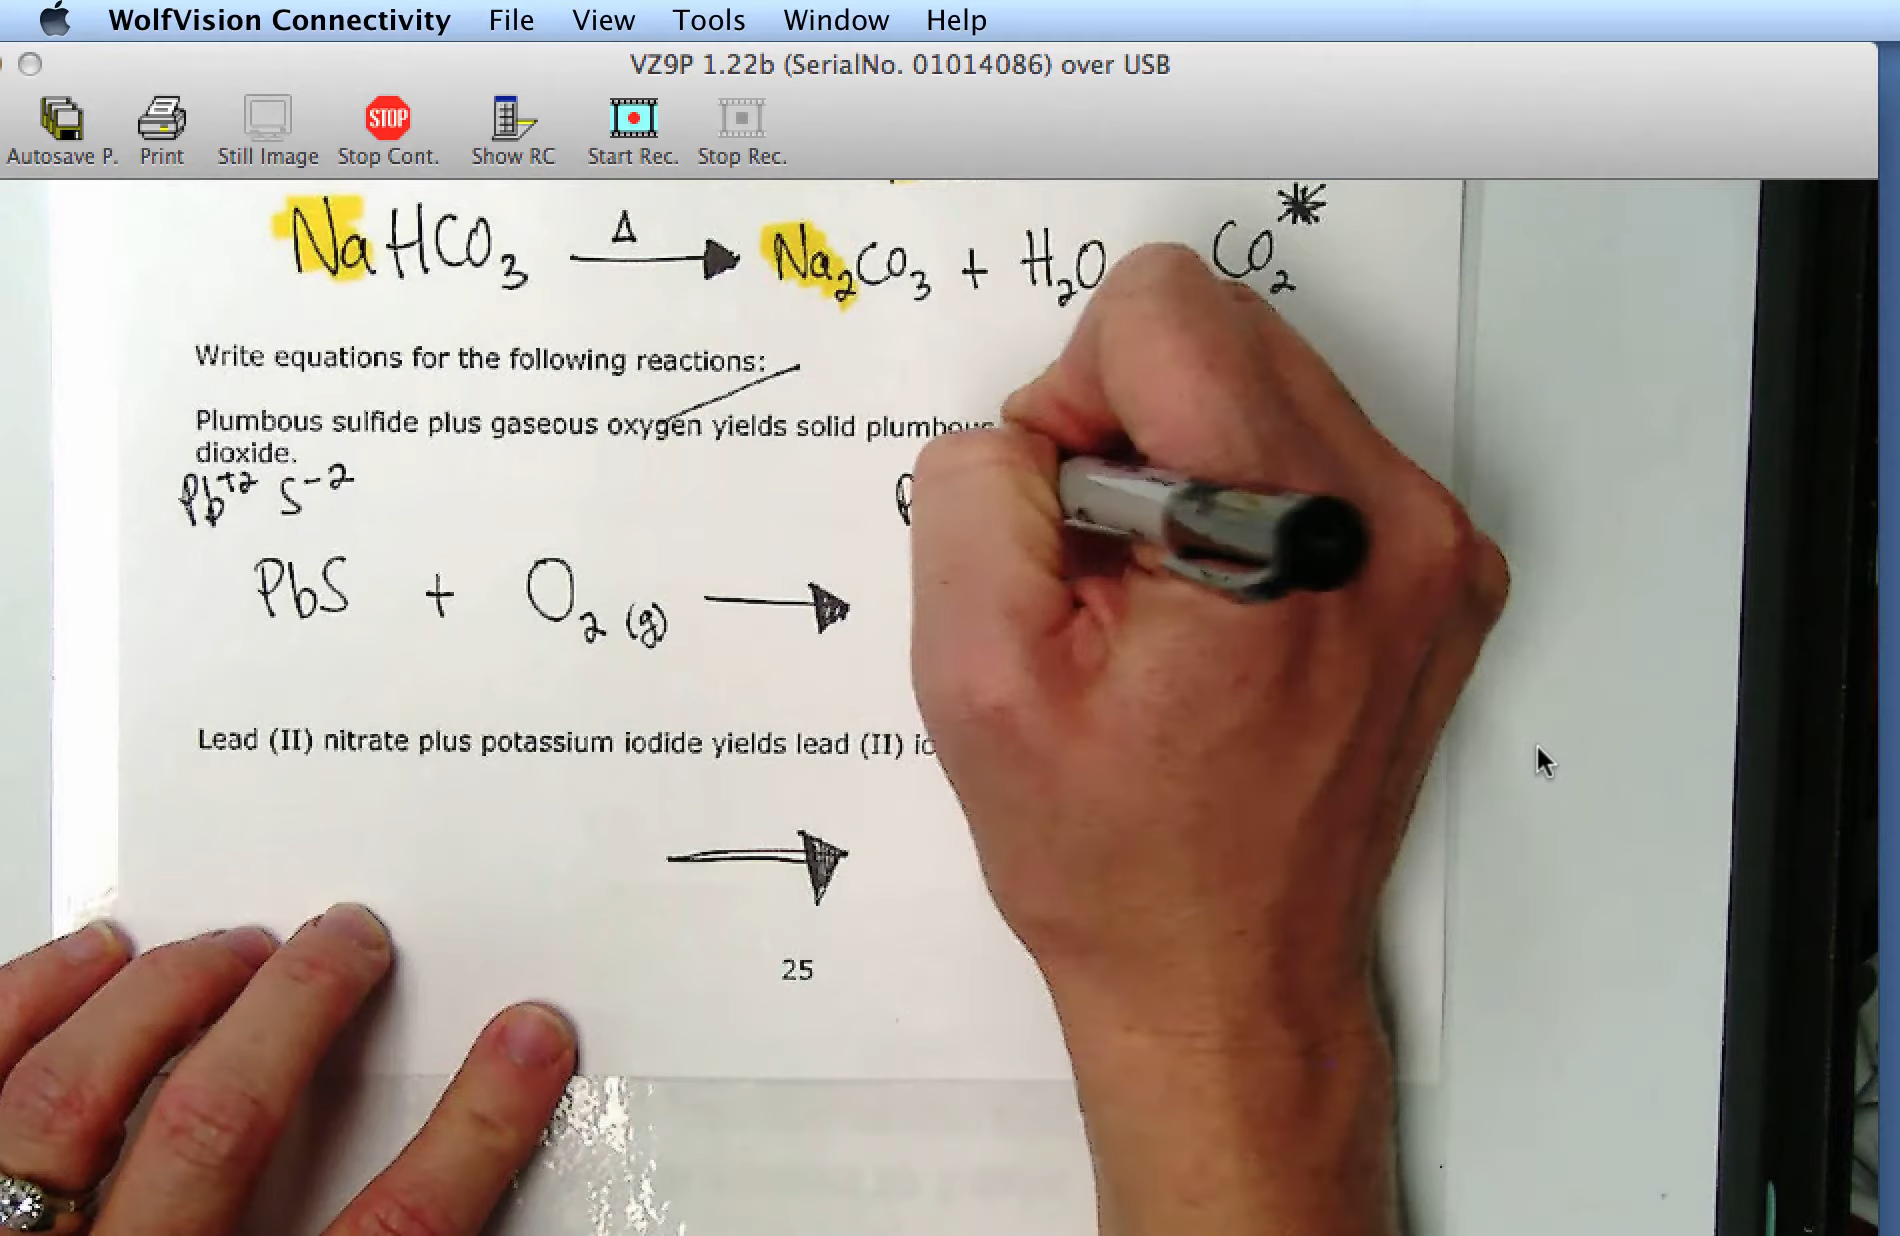 WolfVision Connectivity File View Tools Window Help
VZ9P 1.22b (SerialNo. 01014086) over USB
Autosave P. Print Still Image Stop Cont. Show RC Start Rec. Stop Rec.
STOP
NaHCO₃ Δ → Na₂CO₃ + H₂O CO₂ *
Write equations for the following reactions:
Plumbous sulfide plus gaseous oxygen yields solid plumbous
dioxide.
Pb⁺² S⁻²
PbS + O₂ (g) →
Lead (II) nitrate plus potassium iodide yields lead (II)
→
25